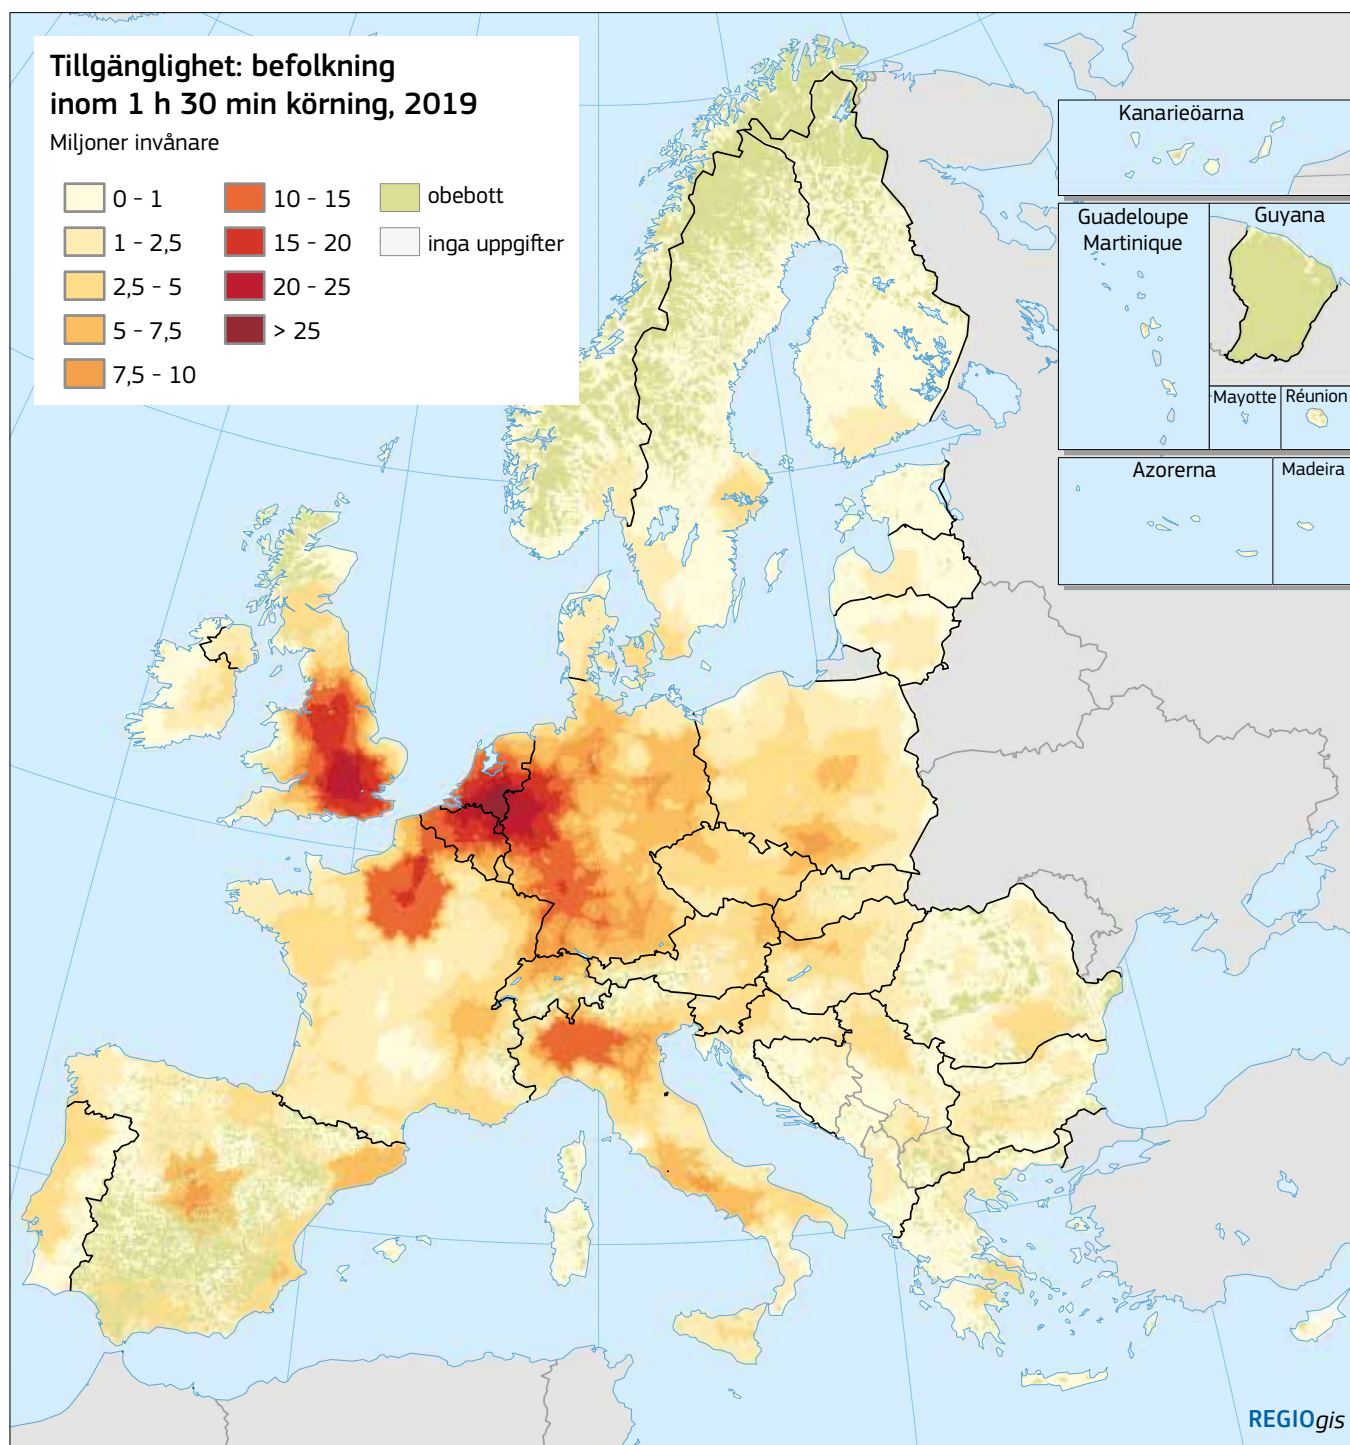 Tillgänglighet: befolkning
inom 1 h 30 min körning, 2019
Miljoner invånare
0 - 1
1 - 2,5
2,5 - 5
5 - 7,5
7,5 - 10
10 - 15
15 - 20
20 - 25
> 25
obebott
inga uppgifter
Kanarieöarna
Guadeloupe
Martinique
Guyana
Mayotte
Réunion
Azorerna
Madeira
REGIOgis